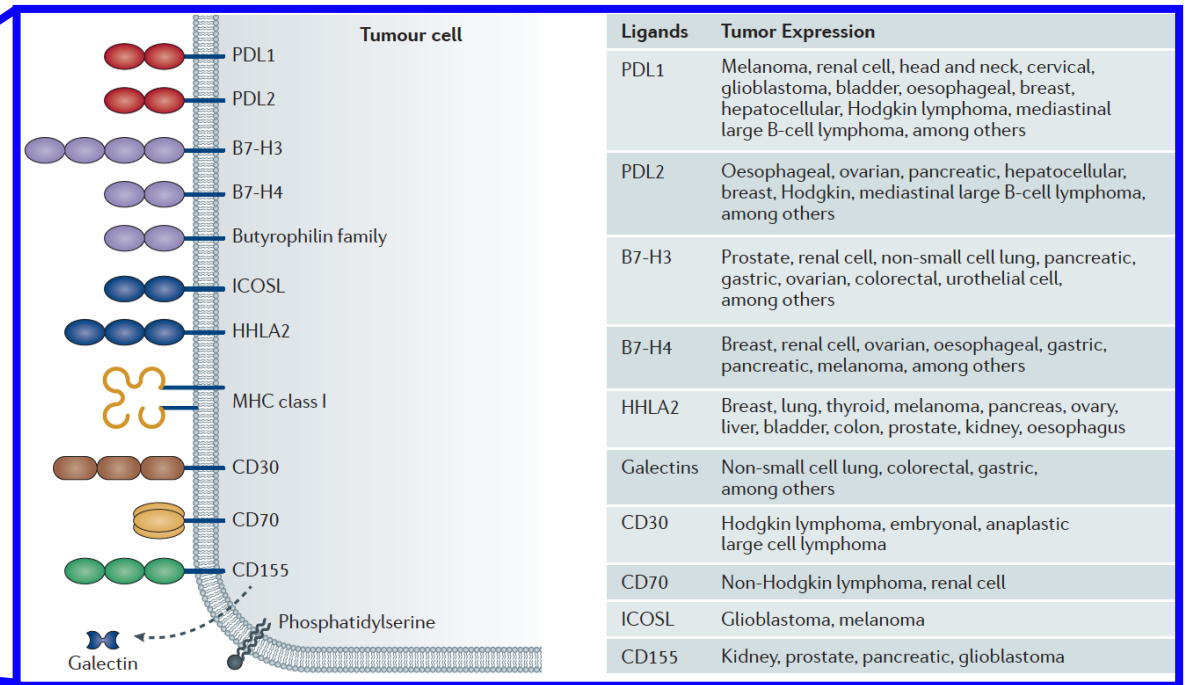 Tumour cell
PDL1
PDL2
B7-H3
B7-H4
Butyrophilin family
ICOSL
HHLA2
MHC class I
CD30
CD70
CD155
Phosphatidylserine
Galectin
Ligands Tumor Expression
PDL1 Melanoma, renal cell, head and neck, cervical,
glioblastoma, bladder, oesophageal, breast,
hepatocellular, Hodgkin lymphoma, mediastinal
large B-cell lymphoma, among others
PDL2 Oesophageal, ovarian, pancreatic, hepatocellular,
breast, Hodgkin, mediastinal large B-cell lymphoma,
among others
B7-H3 Prostate, renal cell, non-small cell lung, pancreatic,
gastric, ovarian, colorectal, urothelial cell,
among others
B7-H4 Breast, renal cell, ovarian, oesophageal, gastric,
pancreatic, melanoma, among others
HHLA2 Breast, lung, thyroid, melanoma, pancreas, ovary,
liver, bladder, colon, prostate, kidney, oesophagus
Galectins Non-small cell lung, colorectal, gastric,
among others
CD30 Hodgkin lymphoma, embryonal, anaplastic
large cell lymphoma
CD70 Non-Hodgkin lymphoma, renal cell
ICOSL Glioblastoma, melanoma
CD155 Kidney, prostate, pancreatic, glioblastoma